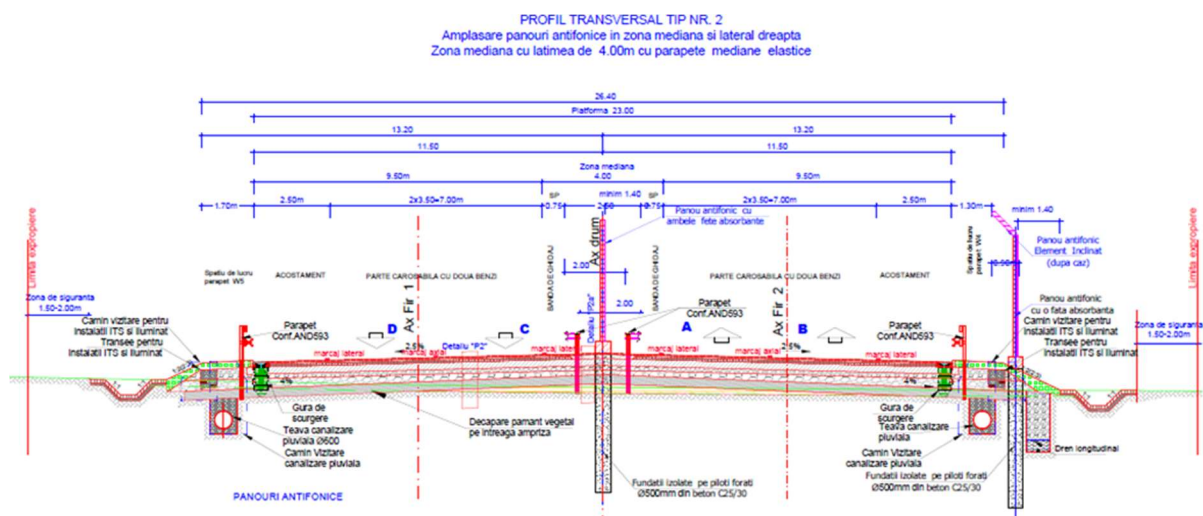 PROFIL TRANSVERSAL TIP NR. 2
Amplasare panouri antifonice in zona mediana si lateral dreapta
Zona mediana cu latimea de 4.00m cu parapete mediane elastice
26.40
Platforma 23.00
13.20
13.20
11.50
11.50
Zona mediana
9.50m
4.00
9.50m
SP
minim 1.40
SP
1.70m
2.50m
2x3.50=7.00m
0.75
0.75
2x3.50=7.00m
2.50m
1.30m
minim 1.40
Limita expropiere
Limita expropiere
Panou antifonic cu
ambele fete absorbante
Ax drum
Panou antifonic
Element Inclinat
(dupa caz)
Spatiu de lucru
parapet W5
ACOSTAMENT
PARTE CAROSABILA CU DOUA BENZI
BANDA DE GHIDAJ
2.00
BANDA DE GHIDAJ
PARTE CAROSABILA CU DOUA BENZI
ACOSTAMENT
Spatiu de lucru
parapet W4
Ax Fir 1
Ax Fir 2
2.00
Zona de siguranta
1.50-2.00m
Camin vizitare pentru
Instalatii ITS si Iluminat
Transee pentru
Instalatii ITS si Iluminat
Parapet
Conf.AND593
D
C
Detaliu "P2a"
Parapet
Conf.AND593
A
B
Parapet
Conf.AND593
Panou antifonic
cu o fata absorbanta
Camin vizitare pentru
Instalatii ITS si Iluminat
Transee pentru
Instalatii ITS si Iluminat
Zona de siguranta
1.50-2.00m
marcaj lateral
2.5%
marcaj axial
Detaliu "P2"
marcaj lateral
marcaj lateral
marcaj axial
2.5%
marcaj lateral
4%
4%
Gura de
scurgere
Teava canalizare
pluviala Ø600
Camin Vizitare
canalizare pluviala
Decapare pamant vegetal
pe intreaga ampriza
Gura de
scurgere
Teava canalizare
pluviala
Camin Vizitare
canalizare pluviala
Dren longitudinal
Fundatii izolate pe piloti forati
Ø500mm din beton C25/30
Fundatii izolate pe piloti forati
Ø500mm din beton C25/30
PANOURI ANTIFONICE